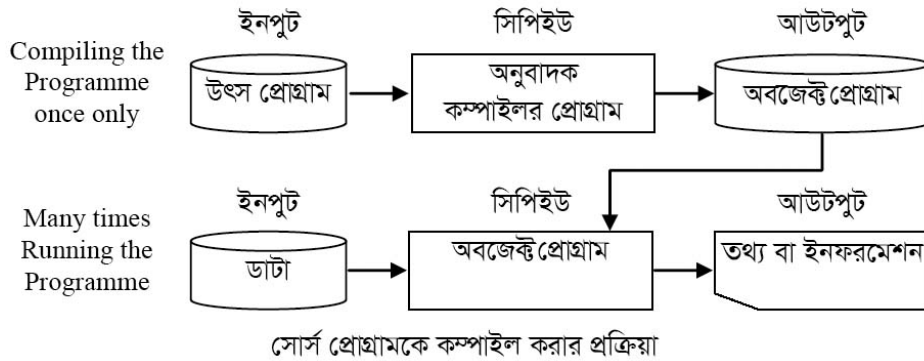 ইনপুট
সিপিইউ
আউটপুট
Compiling the
Programme
once only
উৎস প্রোগ্রাম
অনুবাদক
কম্পাইলর প্রোগ্রাম
অবজেক্ট প্রোগ্রাম
ইনপুট
সিপিইউ
আউটপুট
Many times
Running the
Programme
ডাটা
অবজেক্ট প্রোগ্রাম
তথ্য বা ইনফরমেশন
সোর্স প্রোগ্রামকে কম্পাইল করার প্রক্রিয়া